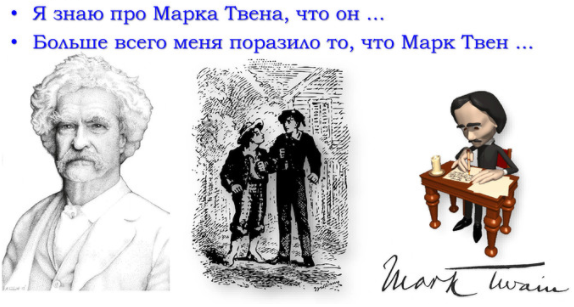 • Я знаю про Марка Твена, что он ...
• Больше всего меня поразило то, что Марк Твен ...
Mark Twain